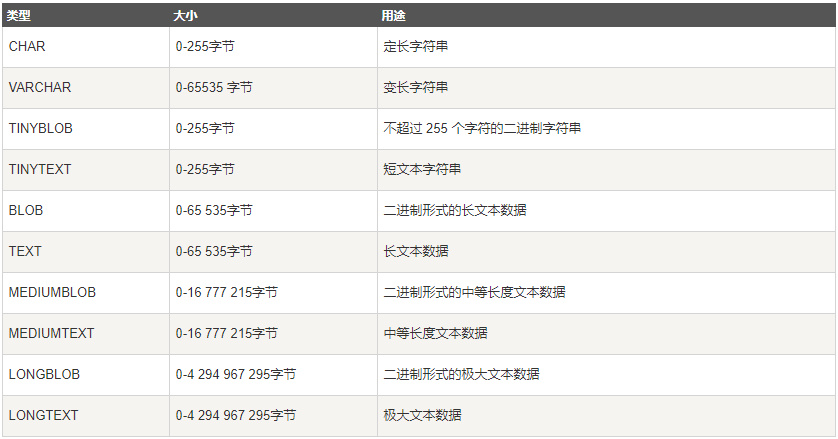 类型 大小 用途
CHAR 0-255字节 定长字符串
VARCHAR 0-65535 字节 变长字符串
TINYBLOB 0-255字节 不超过 255 个字符的二进制字符串
TINYTEXT 0-255字节 短文本字符串
BLOB 0-65 535字节 二进制形式的长文本数据
TEXT 0-65 535字节 长文本数据
MEDIUMBLOB 0-16 777 215字节 二进制形式的中等长度文本数据
MEDIUMTEXT 0-16 777 215字节 中等长度文本数据
LONGBLOB 0-4 294 967 295字节 二进制形式的极大文本数据
LONGTEXT 0-4 294 967 295字节 极大文本数据